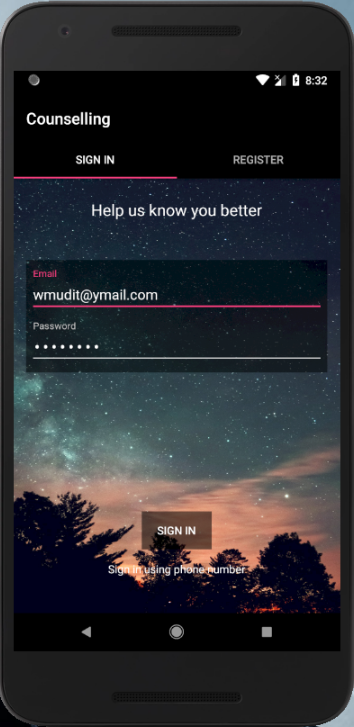 8:32
Counselling
SIGN IN REGISTER
Help us know you better
Email
wmudit@ymail.com
Password
••••••••
SIGN IN
Sign in using phone number